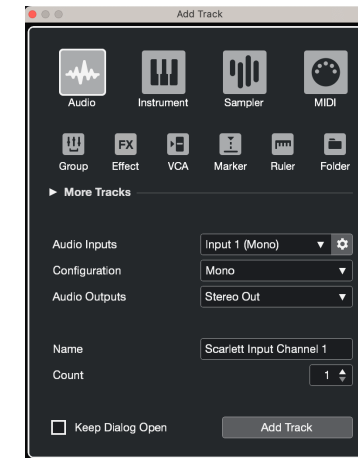 Add Track
Audio Instrument Sampler MIDI
FX
Group Effect VCA Marker Ruler Folder
More Tracks
Audio Inputs Input 1 (Mono)
Configuration Mono
Audio Outputs Stereo Out
Name Scarlett Input Channel 1
Count 1
Keep Dialog Open Add Track